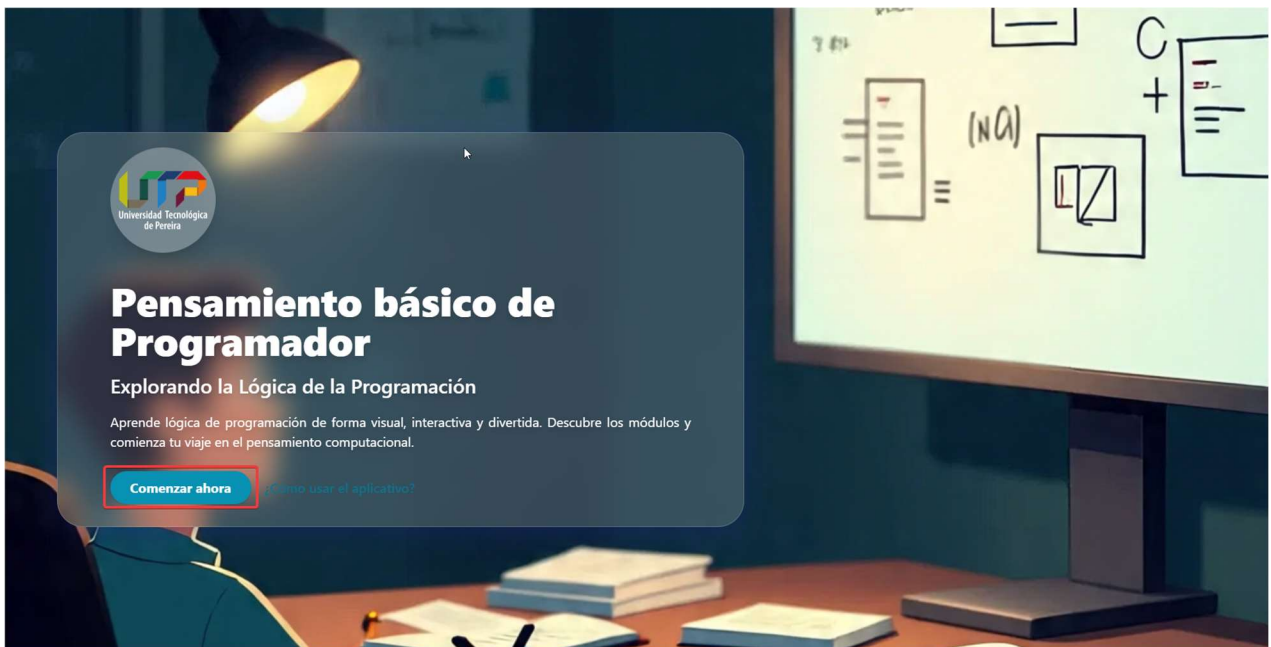 UTP
Universidad Tecnológica
de Pereira
Pensamiento básico de
Programador
Explorando la Lógica de la Programación
Aprende lógica de programación de forma visual, interactiva y divertida. Descubre los módulos y
comienza tu viaje en el pensamiento computacional.
Comenzar ahora
¿Cómo usar el aplicativo?
C
+